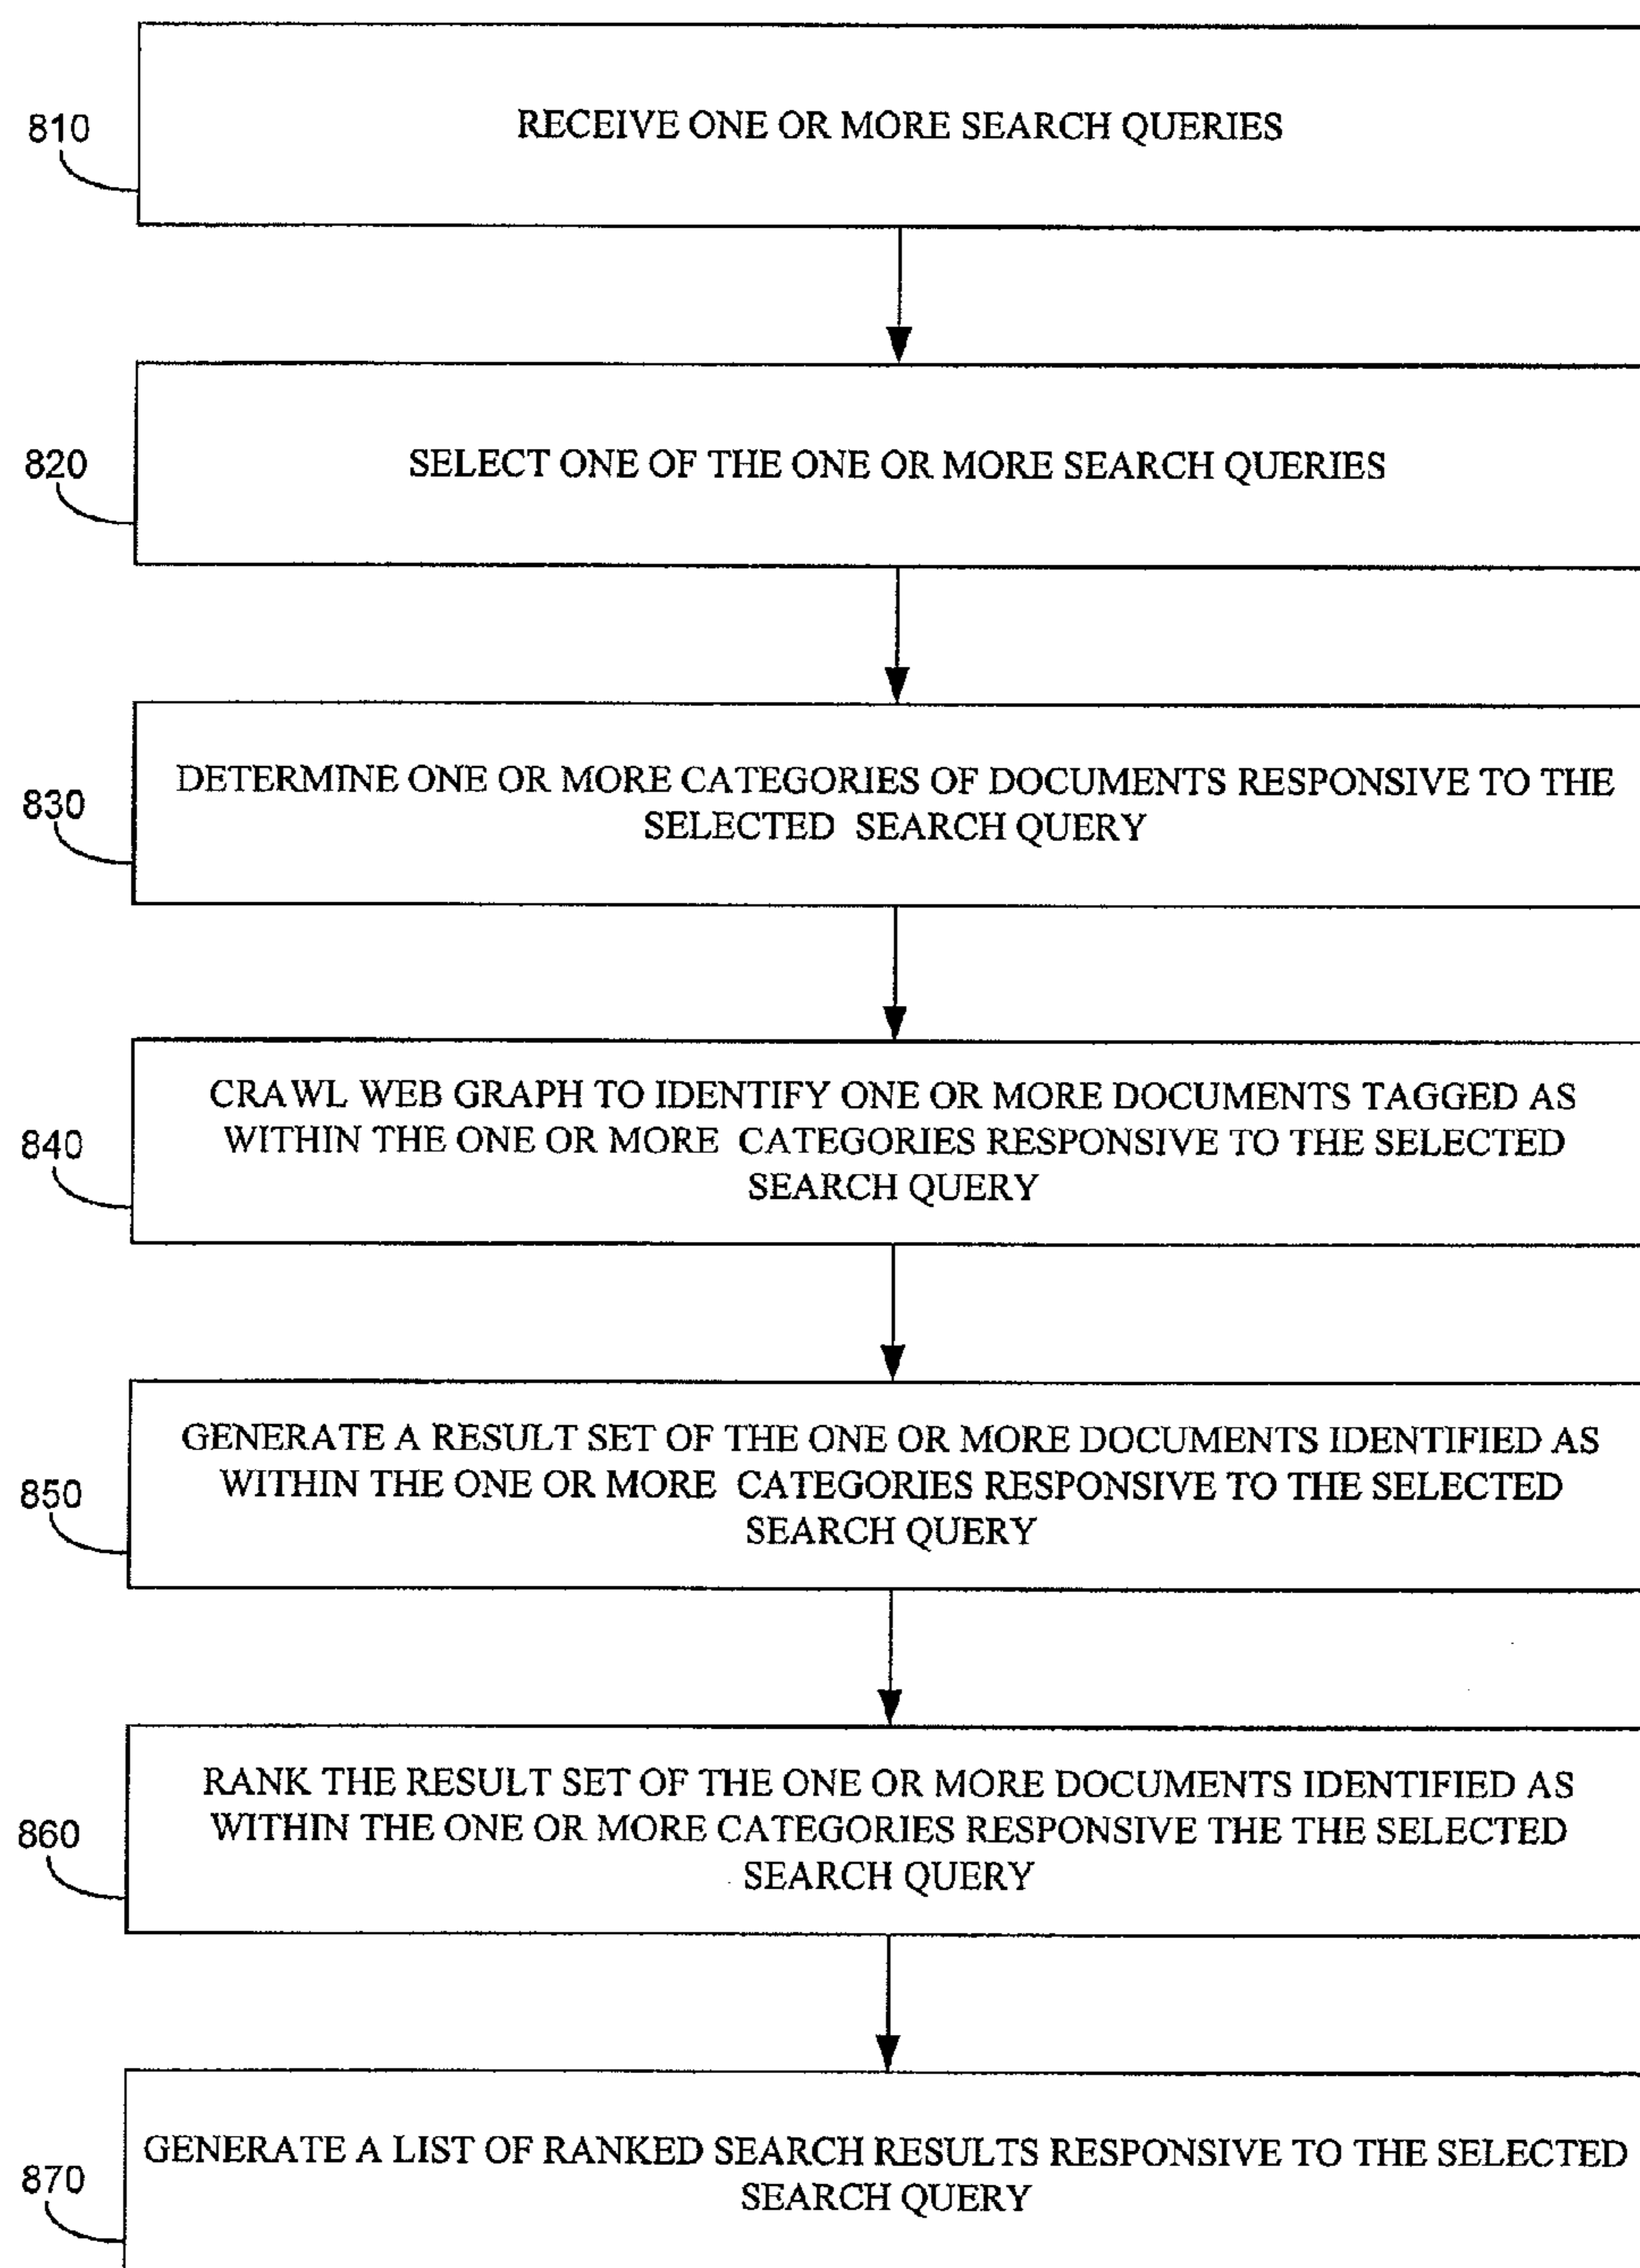 810
RECEIVE ONE OR MORE SEARCH QUERIES
820
SELECT ONE OF THE ONE OR MORE SEARCH QUERIES
830
DETERMINE ONE OR MORE CATEGORIES OF DOCUMENTS RESPONSIVE TO THE
SELECTED SEARCH QUERY
840
CRAWL WEB GRAPH TO IDENTIFY ONE OR MORE DOCUMENTS TAGGED AS
WITHIN THE ONE OR MORE CATEGORIES RESPONSIVE TO THE SELECTED
SEARCH QUERY
850
GENERATE A RESULT SET OF THE ONE OR MORE DOCUMENTS IDENTIFIED AS
WITHIN THE ONE OR MORE CATEGORIES RESPONSIVE TO THE SELECTED
SEARCH QUERY
860
RANK THE RESULT SET OF THE ONE OR MORE DOCUMENTS IDENTIFIED AS
WITHIN THE ONE OR MORE CATEGORIES RESPONSIVE THE THE SELECTED
SEARCH QUERY
870
GENERATE A LIST OF RANKED SEARCH RESULTS RESPONSIVE TO THE SELECTED
SEARCH QUERY